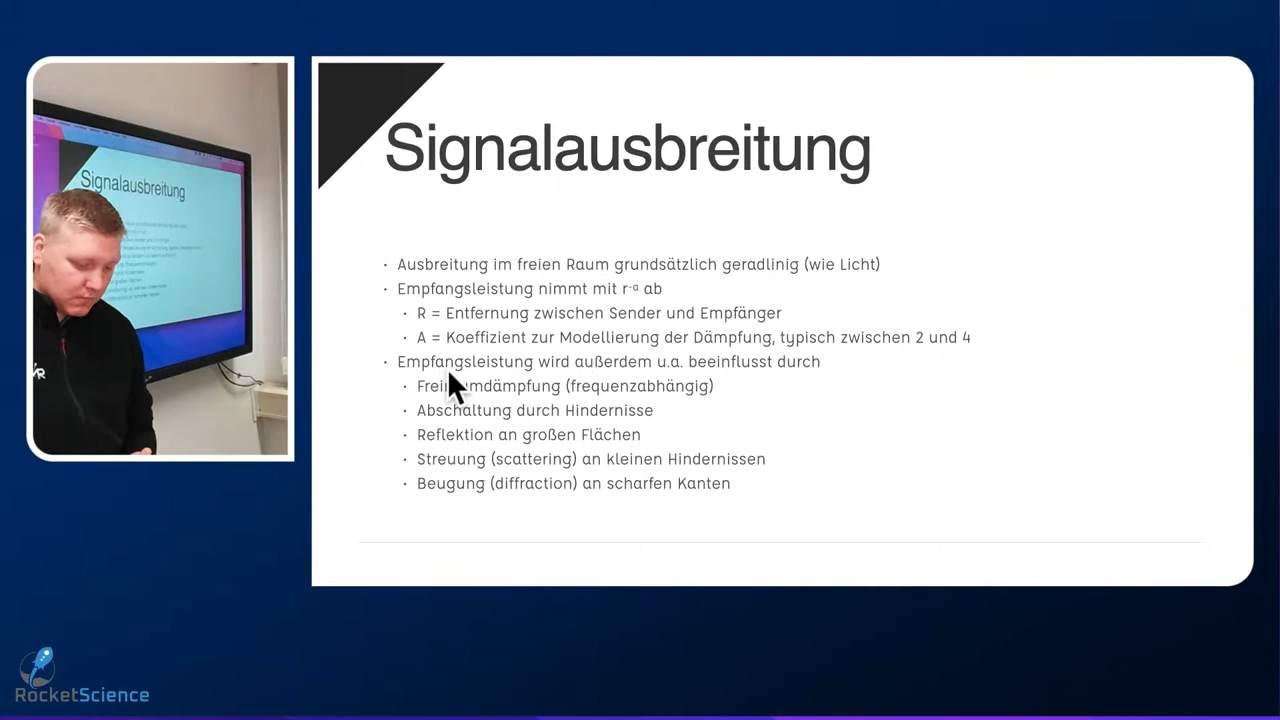 Signalausbreitung
Signalausbreitung
· Ausbreitung im freien Raum grundsätzlich geradlinig (wie Licht)
· Empfangsleistung nimmt mit r⁻ᵅ ab
· R = Entfernung zwischen Sender und Empfänger
· A = Koeffizient zur Modellierung der Dämpfung, typisch zwischen 2 und 4
· Empfangsleistung wird außerdem u.a. beeinflusst durch
· (frequenzabhängig)
· Abschaltung durch Hindernisse
· Reflektion an großen Flächen
· Streuung (scattering) an kleinen Hindernissen
· Beugung (diffraction) an scharfen Kanten
RocketScience